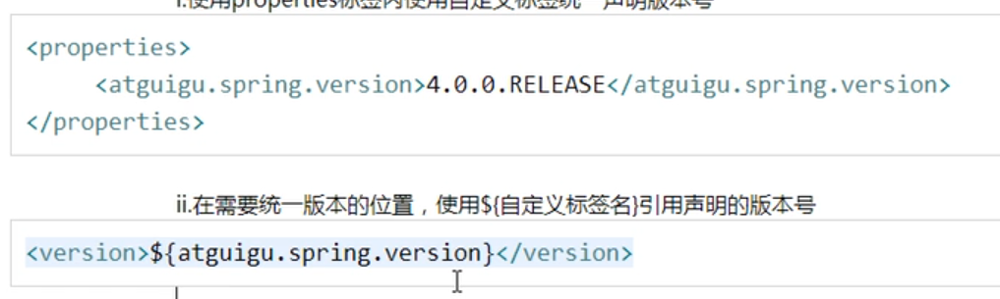 i.使用properties标签内使用自定义标签统一声明版本号
<properties>
<atguigu.spring.version>4.0.0.RELEASE</atguigu.spring.version>
</properties>
ii.在需要统一版本的位置，使用${自定义标签名}引用声明的版本号
<version>${atguigu.spring.version}</version>